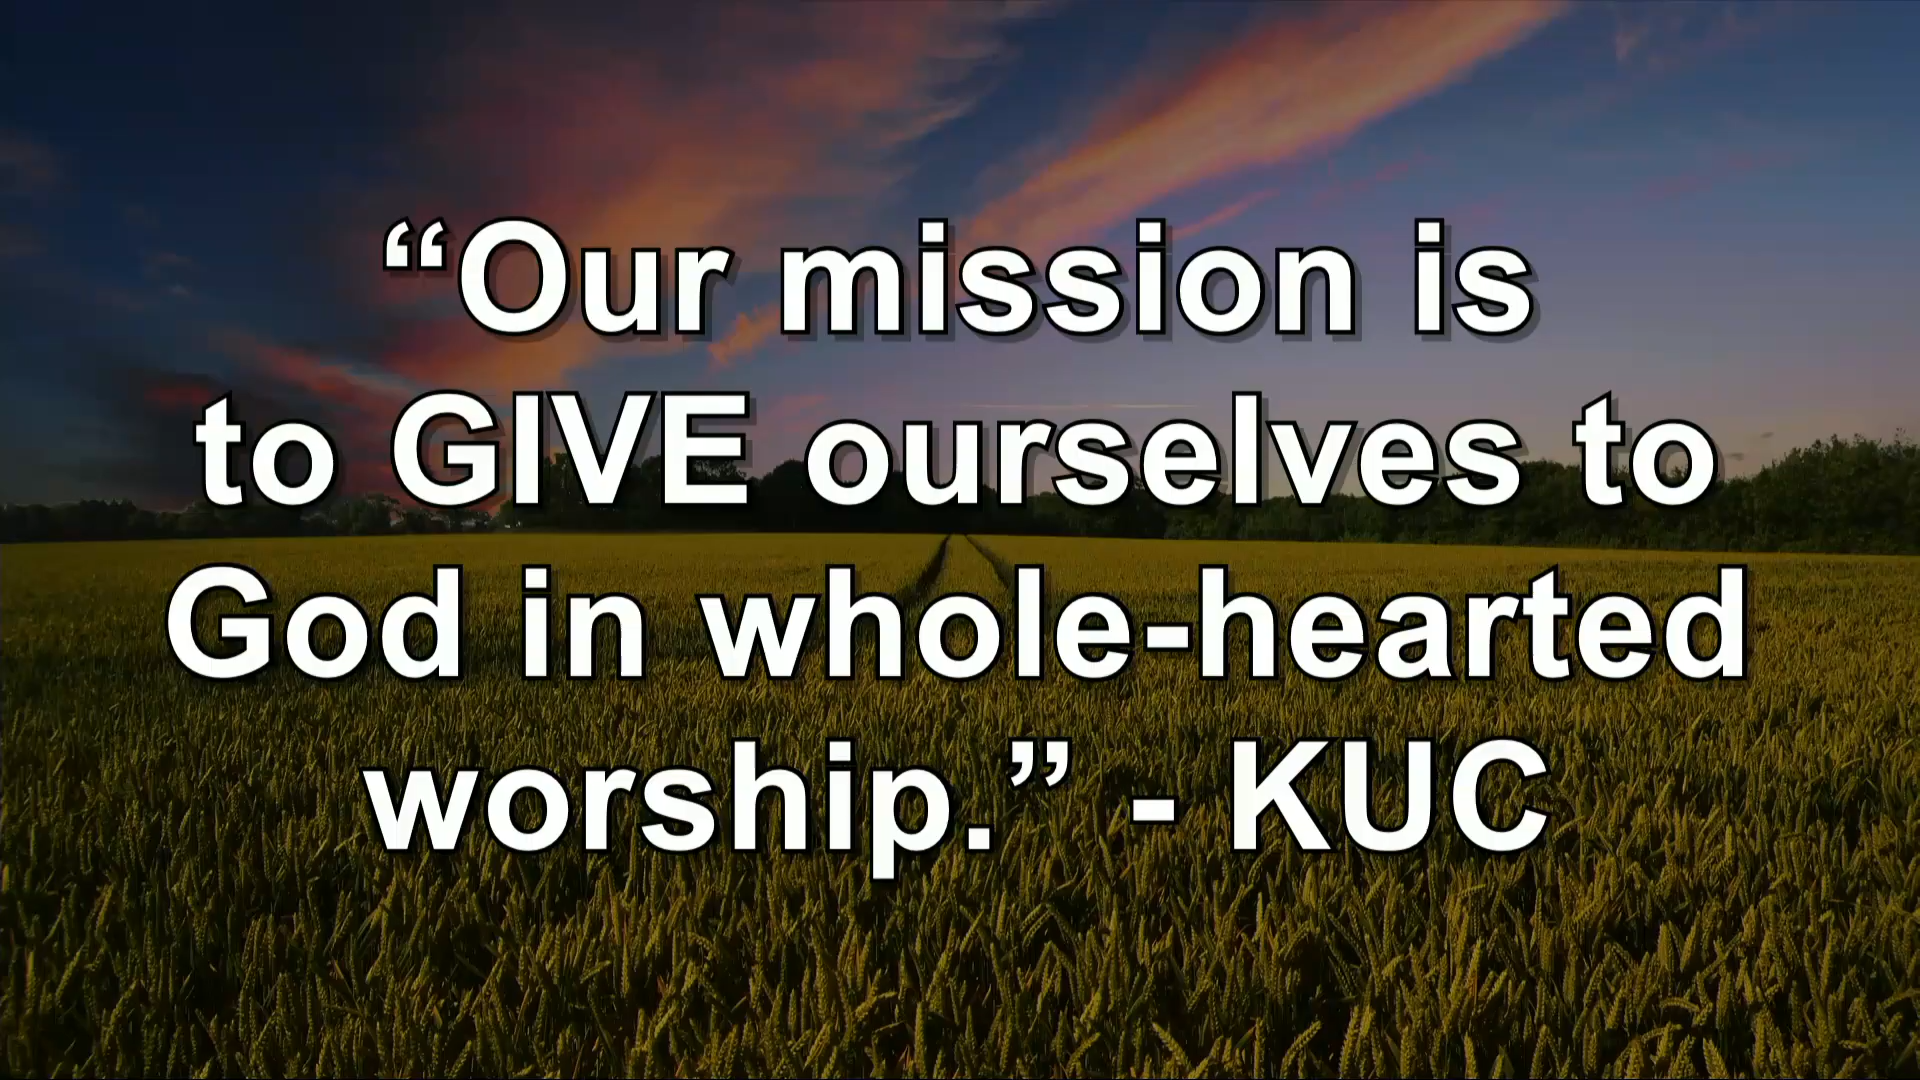 “Our mission is
to GIVE ourselves to
God in whole-hearted
worship.” - KUC